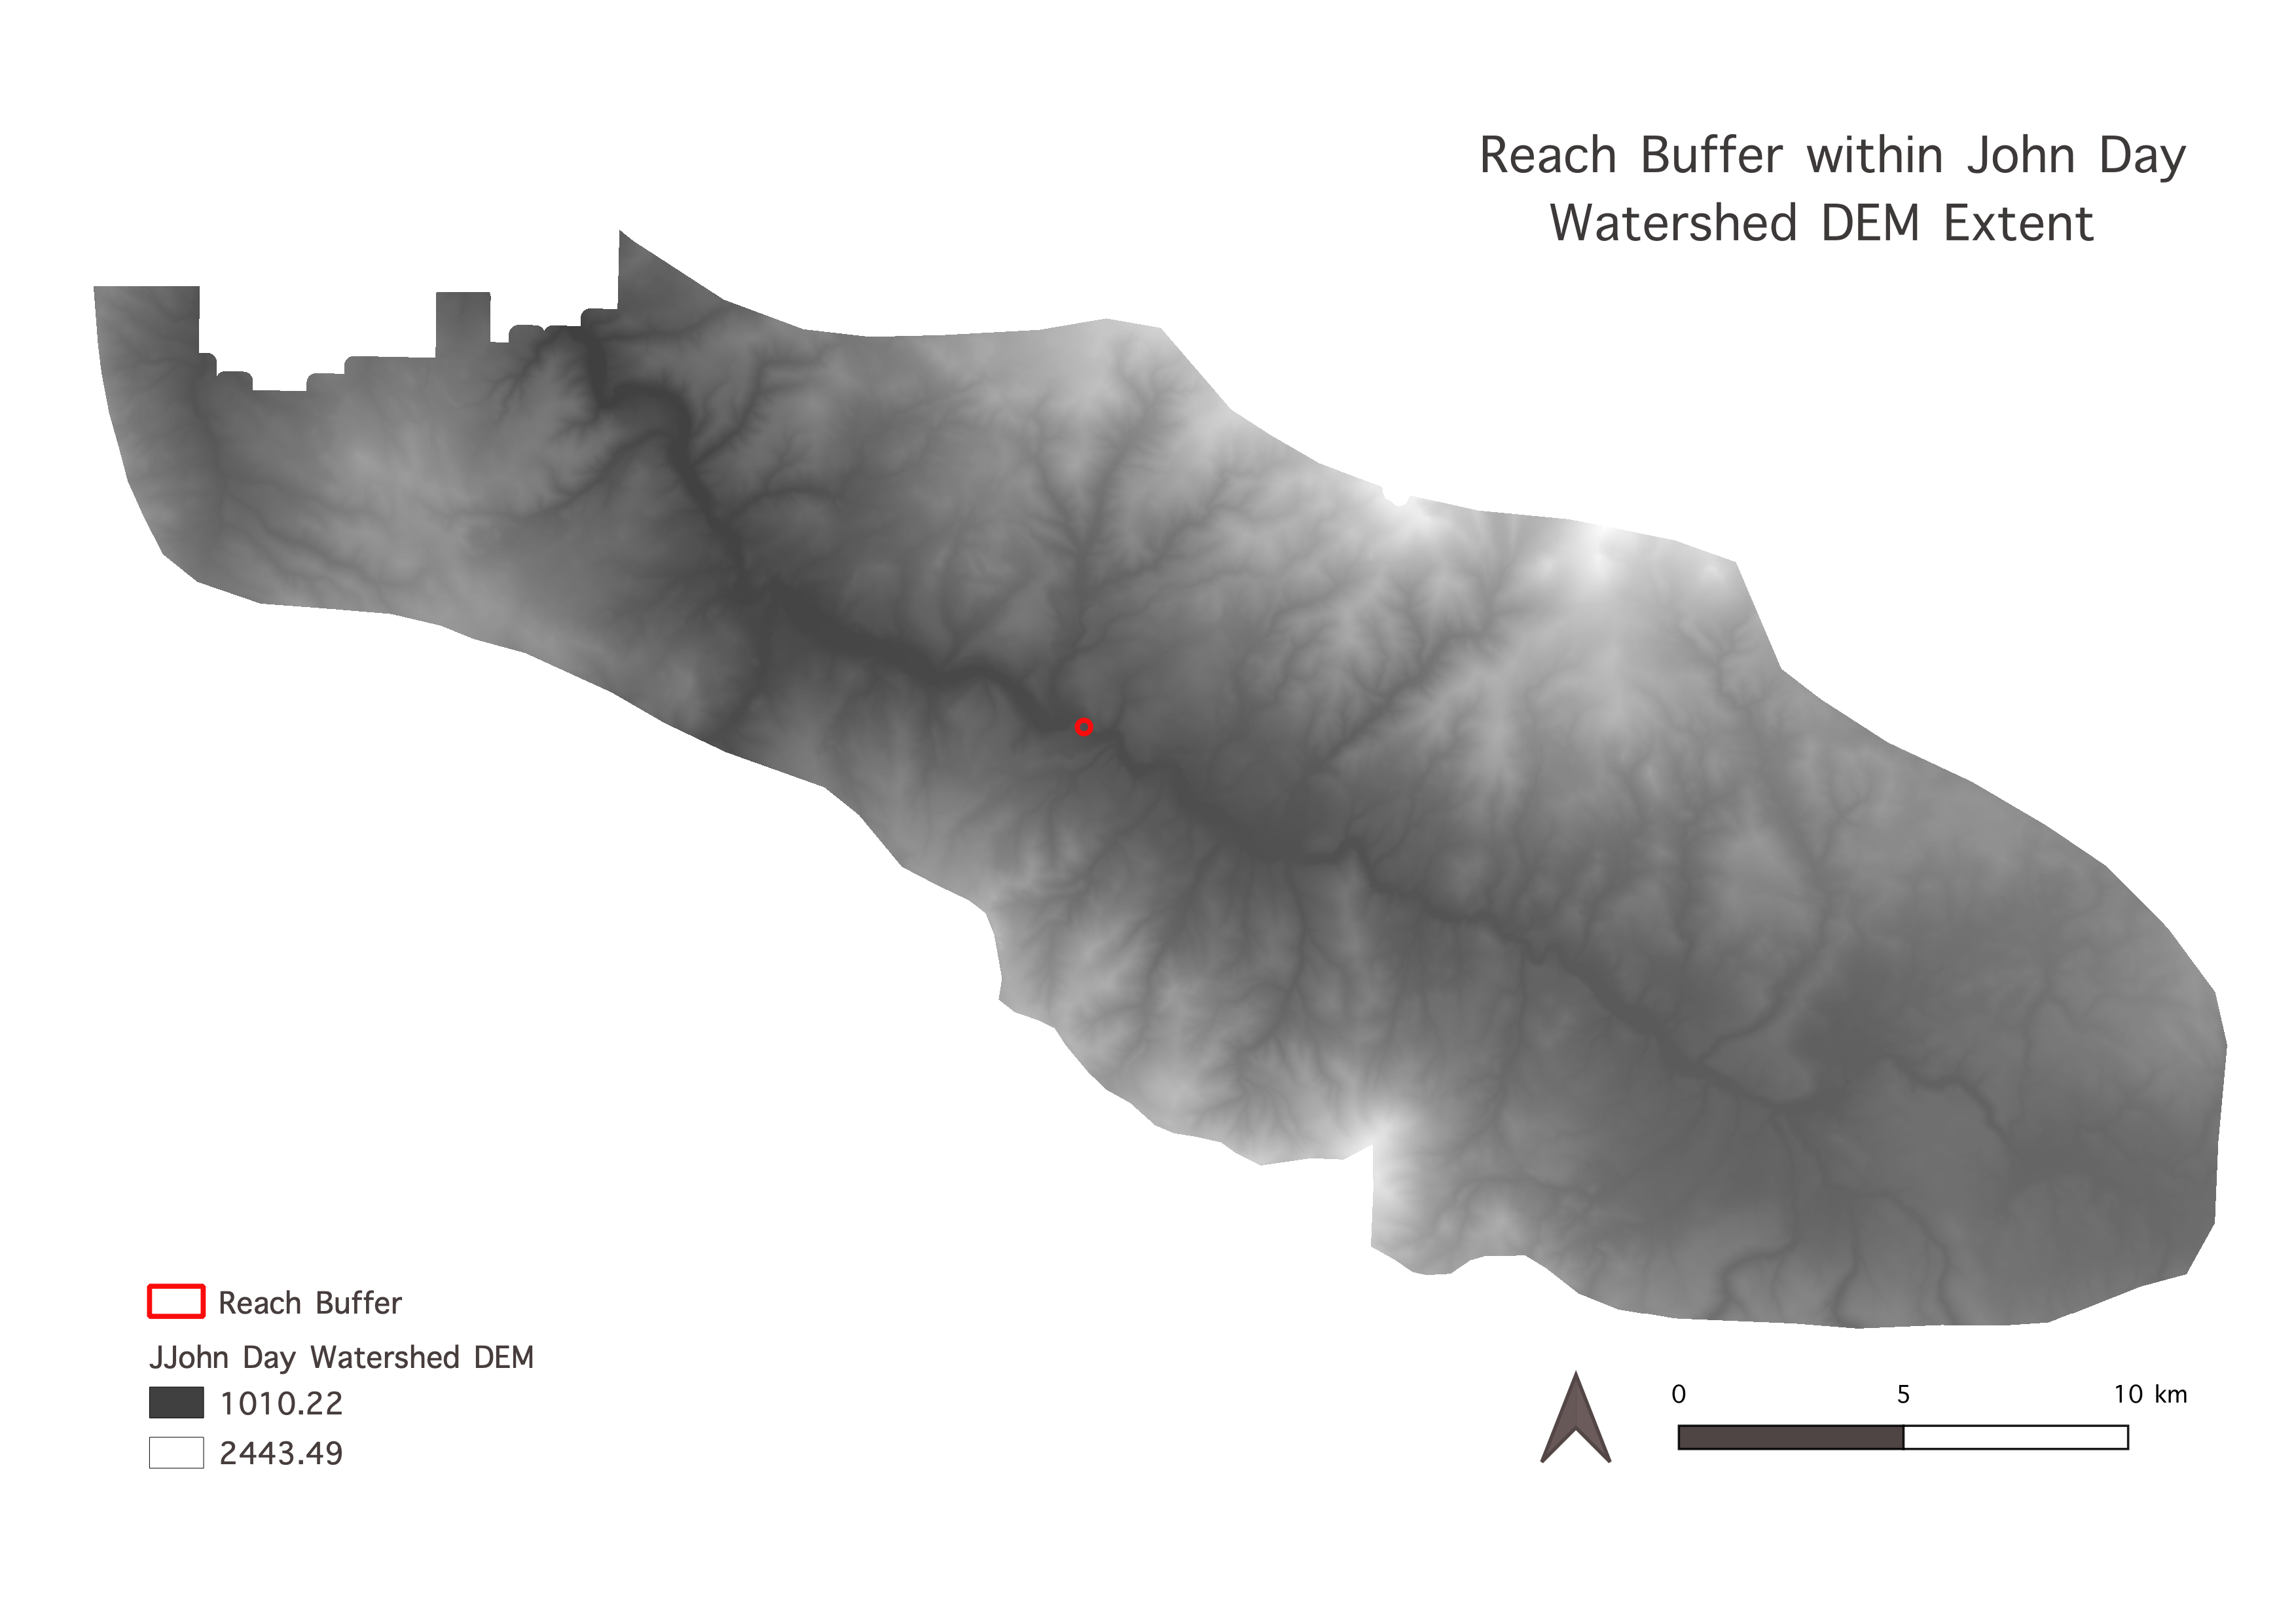 Reach Buffer within John Day
Watershed DEM Extent
Reach Buffer
JJohn Day Watershed DEM
1010.22
2443.49
0 5 10 km